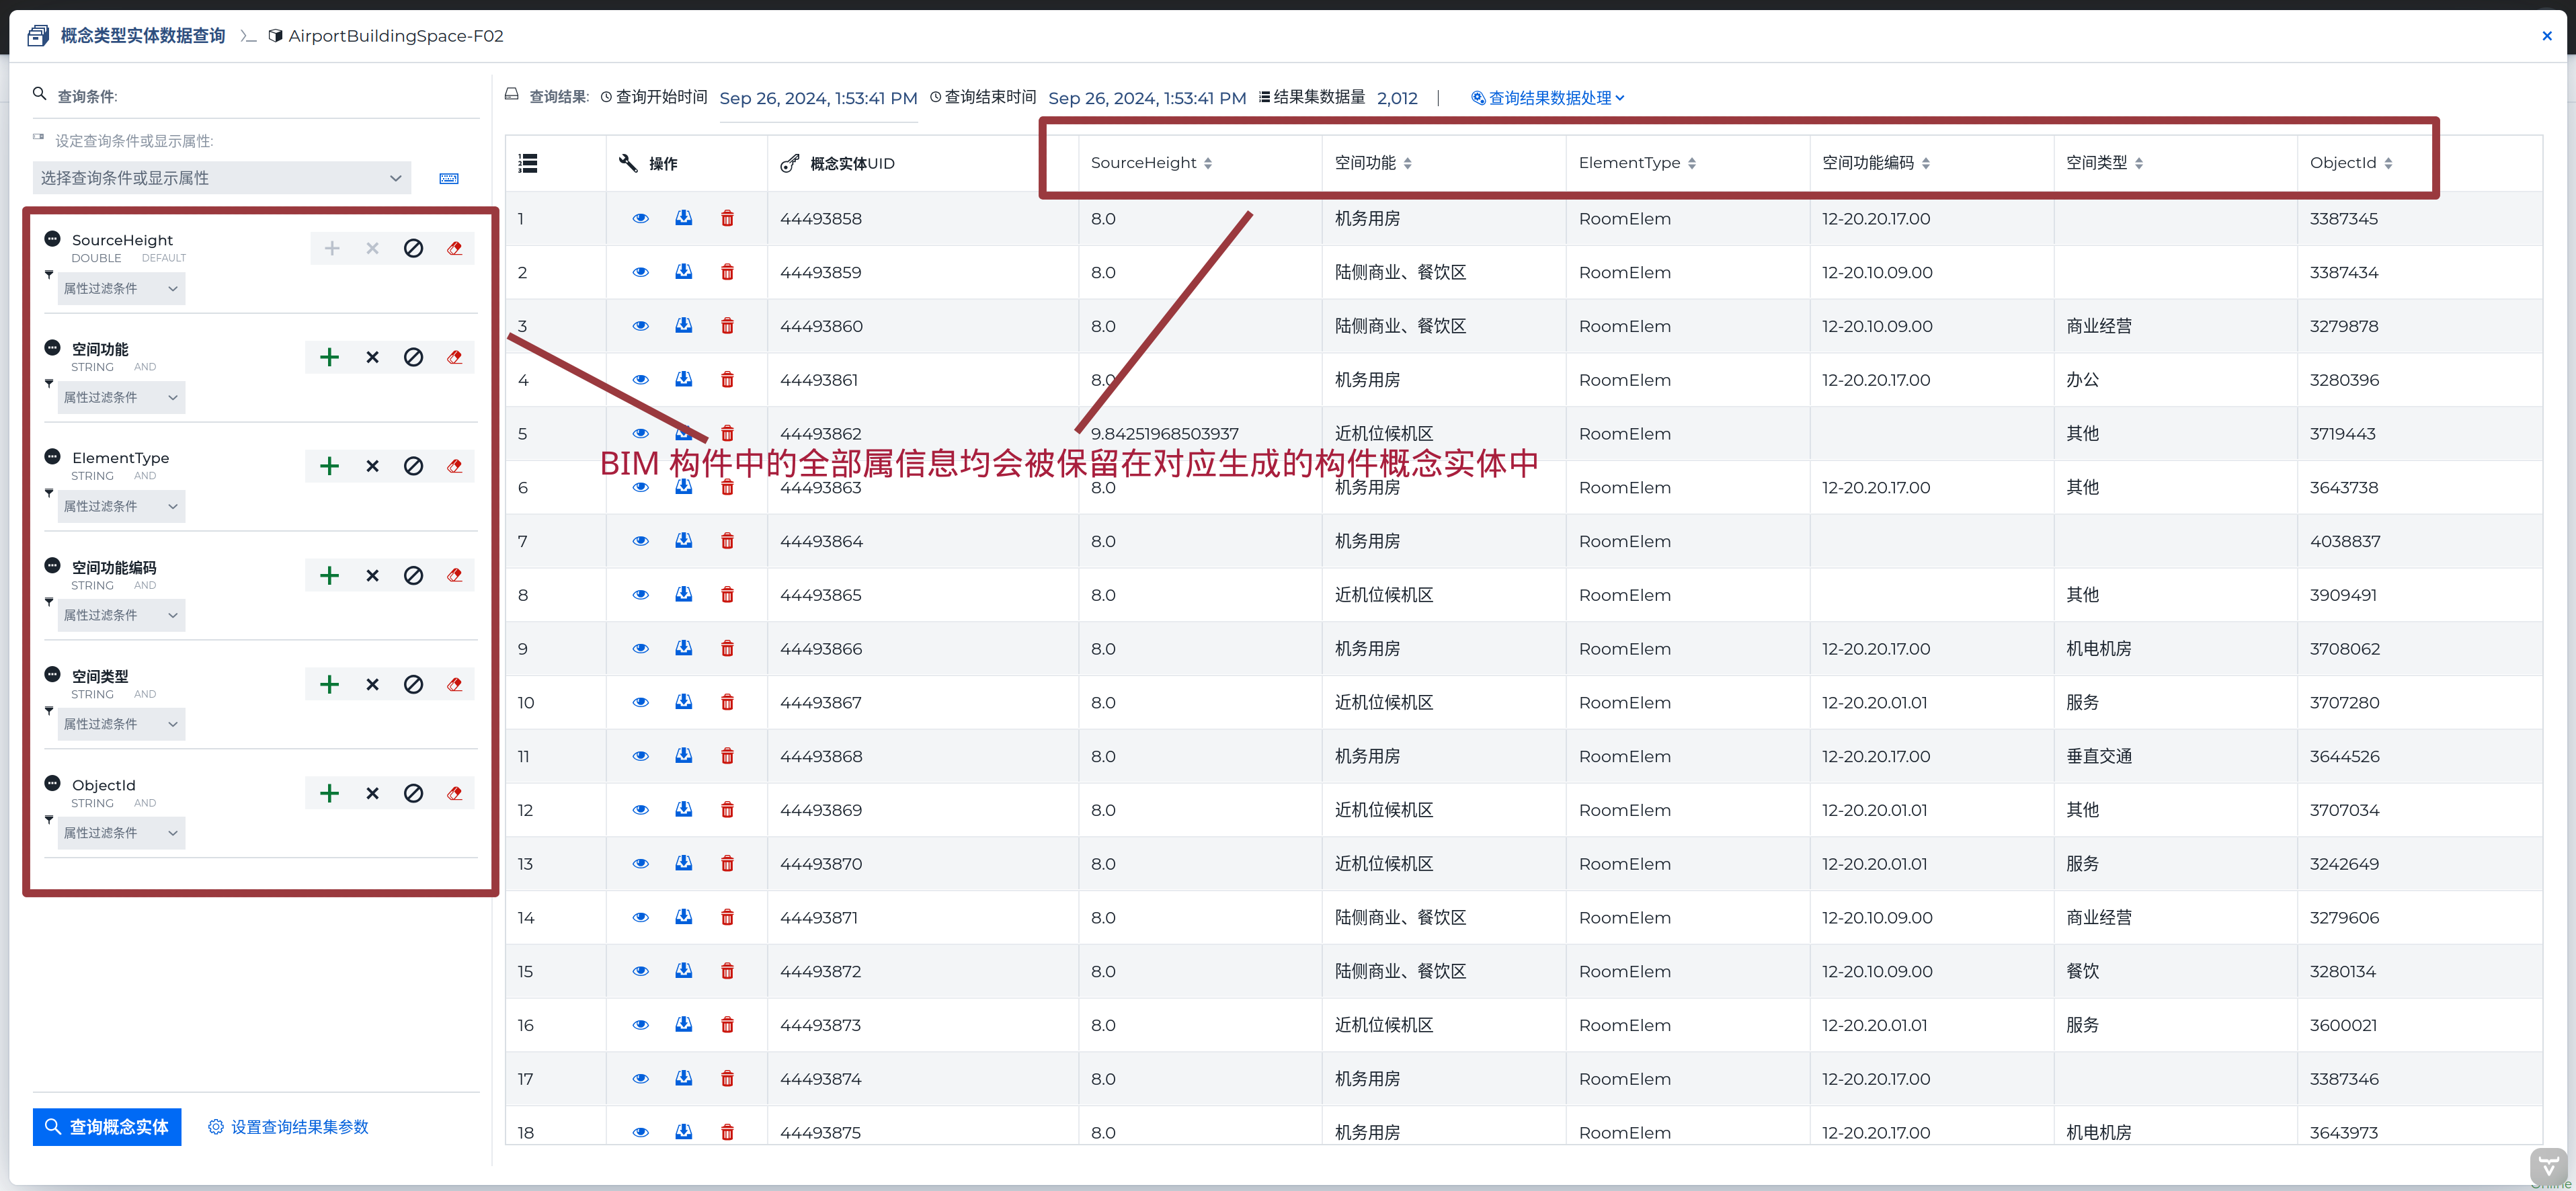 概念类型实体数据查询 AirportBuildingSpace-F02
查询条件:
设定查询条件或显示属性:
选择查询条件或显示属性
SourceHeight
DOUBLE DEFAULT
属性过滤条件
空间功能
STRING AND
属性过滤条件
ElementType
STRING AND
属性过滤条件
空间功能编码
STRING AND
属性过滤条件
空间类型
STRING AND
属性过滤条件
ObjectId
STRING AND
属性过滤条件
查询概念实体 设置查询结果集参数
查询结果: 查询开始时间 Sep 26, 2024, 1:53:41 PM 查询结束时间 Sep 26, 2024, 1:53:41 PM 结果集数据量 2,012 | 查询结果数据处理
操作 概念实体UID SourceHeight 空间功能 ElementType 空间功能编码 空间类型 ObjectId
1 44493858 8.0 机务用房 RoomElem 12-20.20.17.00 3387345
2 44493859 8.0 陆侧商业、餐饮区 RoomElem 12-20.10.09.00 3387434
3 44493860 8.0 陆侧商业、餐饮区 RoomElem 12-20.10.09.00 商业经营 3279878
4 44493861 8.0 机务用房 RoomElem 12-20.20.17.00 办公 3280396
5 44493862 9.84251968503937 近机位候机区 RoomElem 其他 3719443
BIM 构件中的全部属信息均会被保留在对应生成的构件概念实体中
6 44493863 8.0 机务用房 RoomElem 12-20.20.17.00 其他 3643738
7 44493864 8.0 机务用房 RoomElem 4038837
8 44493865 8.0 近机位候机区 RoomElem 其他 3909491
9 44493866 8.0 机务用房 RoomElem 12-20.20.17.00 机电机房 3708062
10 44493867 8.0 近机位候机区 RoomElem 12-20.20.01.01 服务 3707280
11 44493868 8.0 机务用房 RoomElem 12-20.20.17.00 垂直交通 3644526
12 44493869 8.0 近机位候机区 RoomElem 12-20.20.01.01 其他 3707034
13 44493870 8.0 近机位候机区 RoomElem 12-20.20.01.01 服务 3242649
14 44493871 8.0 陆侧商业、餐饮区 RoomElem 12-20.10.09.00 商业经营 3279606
15 44493872 8.0 陆侧商业、餐饮区 RoomElem 12-20.10.09.00 餐饮 3280134
16 44493873 8.0 近机位候机区 RoomElem 12-20.20.01.01 服务 3600021
17 44493874 8.0 机务用房 RoomElem 12-20.20.17.00 3387346
18 44493875 8.0 机务用房 RoomElem 12-20.20.17.00 机电机房 3643973